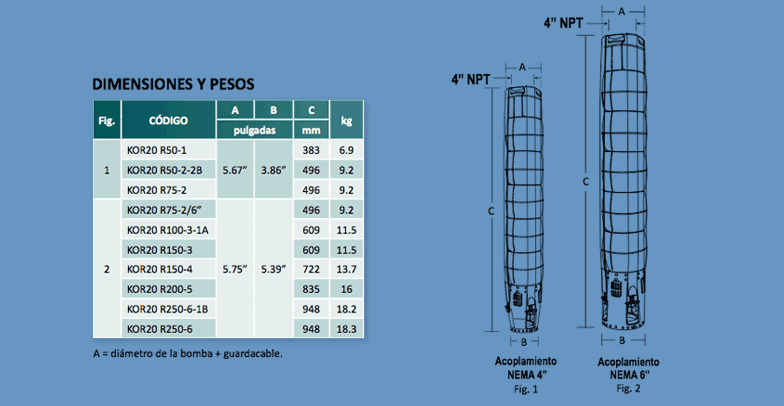 DIMENSIONES Y PESOS
Fig. CÓDIGO A B C kg
pulgadas mm
KOR20 R50-1 383 6.9
1 KOR20 R50-2-2B 5.67” 3.86” 496 9.2
KOR20 R75-2 496 9.2
KOR20 R75-2/6” 496 9.2
KOR20 R100-3-1A 609 11.5
KOR20 R150-3 609 11.5
2 KOR20 R150-4 5.75” 5.39” 722 13.7
KOR20 R200-5 835 16
KOR20 R250-6-1B 948 18.2
KOR20 R250-6 948 18.3
A = diámetro de la bomba + guardacable.
A
4” NPT
C
B
Acoplamiento
NEMA 4”
Fig. 1
A
4” NPT
C
B
Acoplamiento
NEMA 6”
Fig. 2